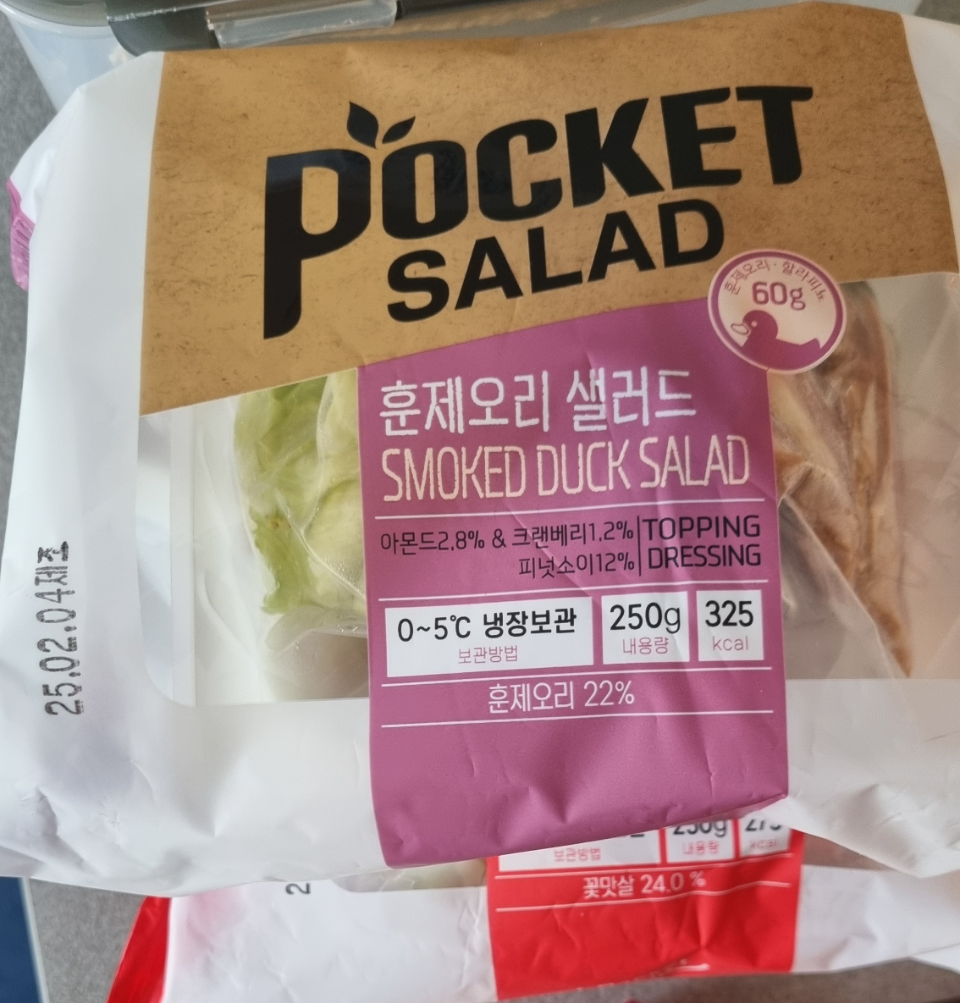 POCKET
SALAD
훈제오리 · 할라피뇨
60g
훈제오리 샐러드
SMOKED DUCK SALAD
아몬드2.8% & 크랜베리1.2% TOPPING
피넛소이12% DRESSING
0~5℃ 냉장보관 250g 325
보관방법 내용량 kcal
훈제오리 22%
25.02.04제조
보관방법 내용량 kcal
꽃맛살 24.0 %